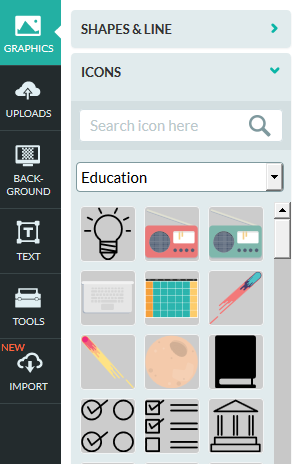 GRAPHICS
UPLOADS
BACK-
GROUND
TEXT
TOOLS
NEW
IMPORT
SHAPES & LINE
ICONS
Search icon here
Education